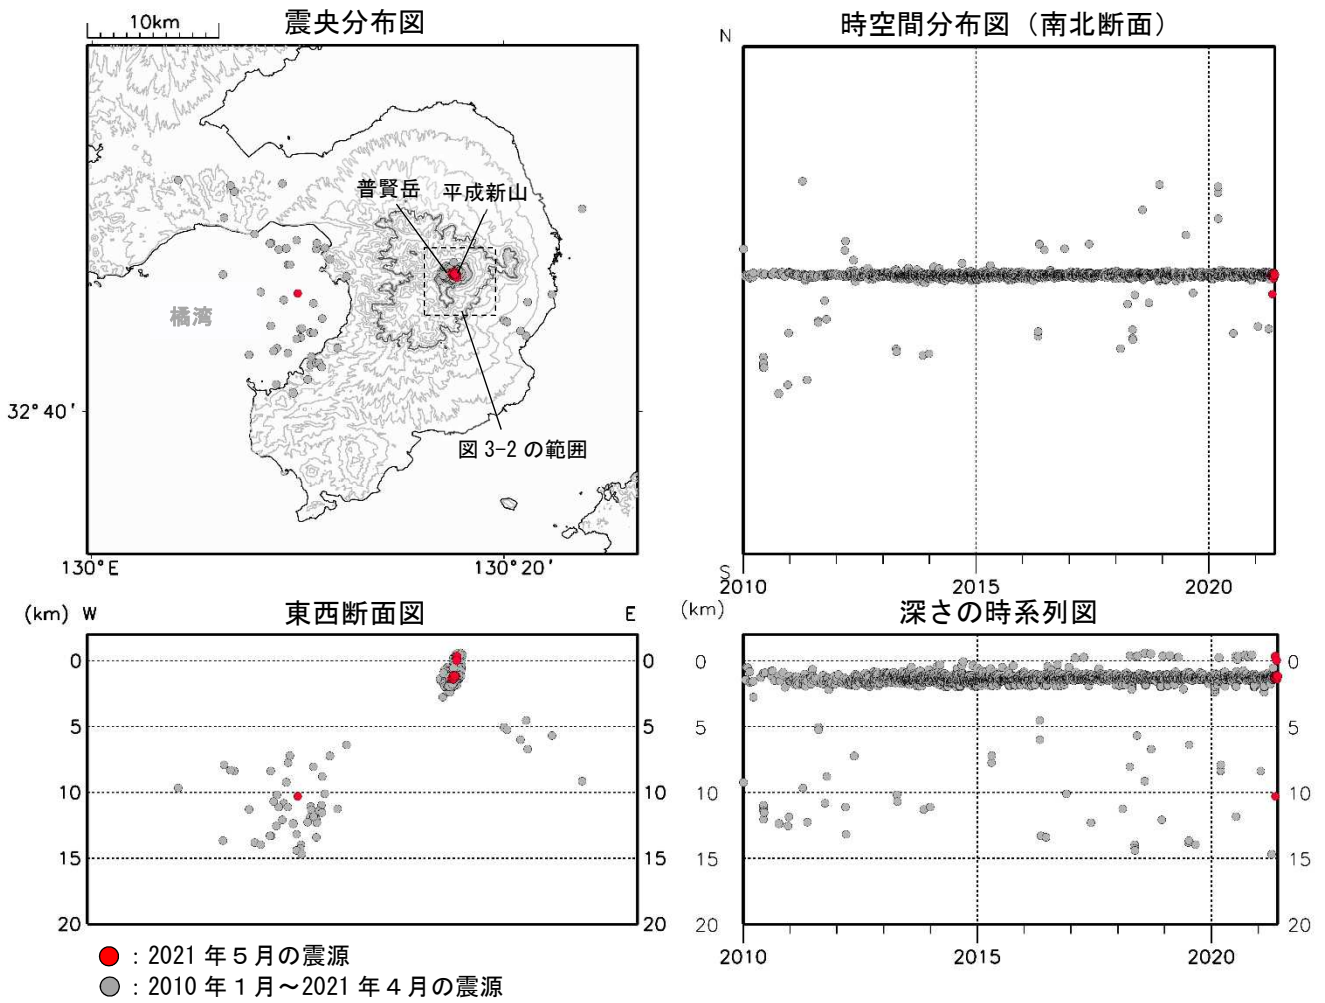 10km
震央分布図
普賢岳
平成新山
橘湾
図 3-2 の範囲
32°40'
130°E
130°20'
時空間分布図（南北断面）
N
S
2010
2015
2020
(km) W
東西断面図
E
0
0
5
5
10
10
15
15
20
20
(km)
深さの時系列図
0
0
5
5
10
10
15
15
20
20
2010
2015
2020
：2021 年５月の震源
：2010 年１月～2021 年４月の震源